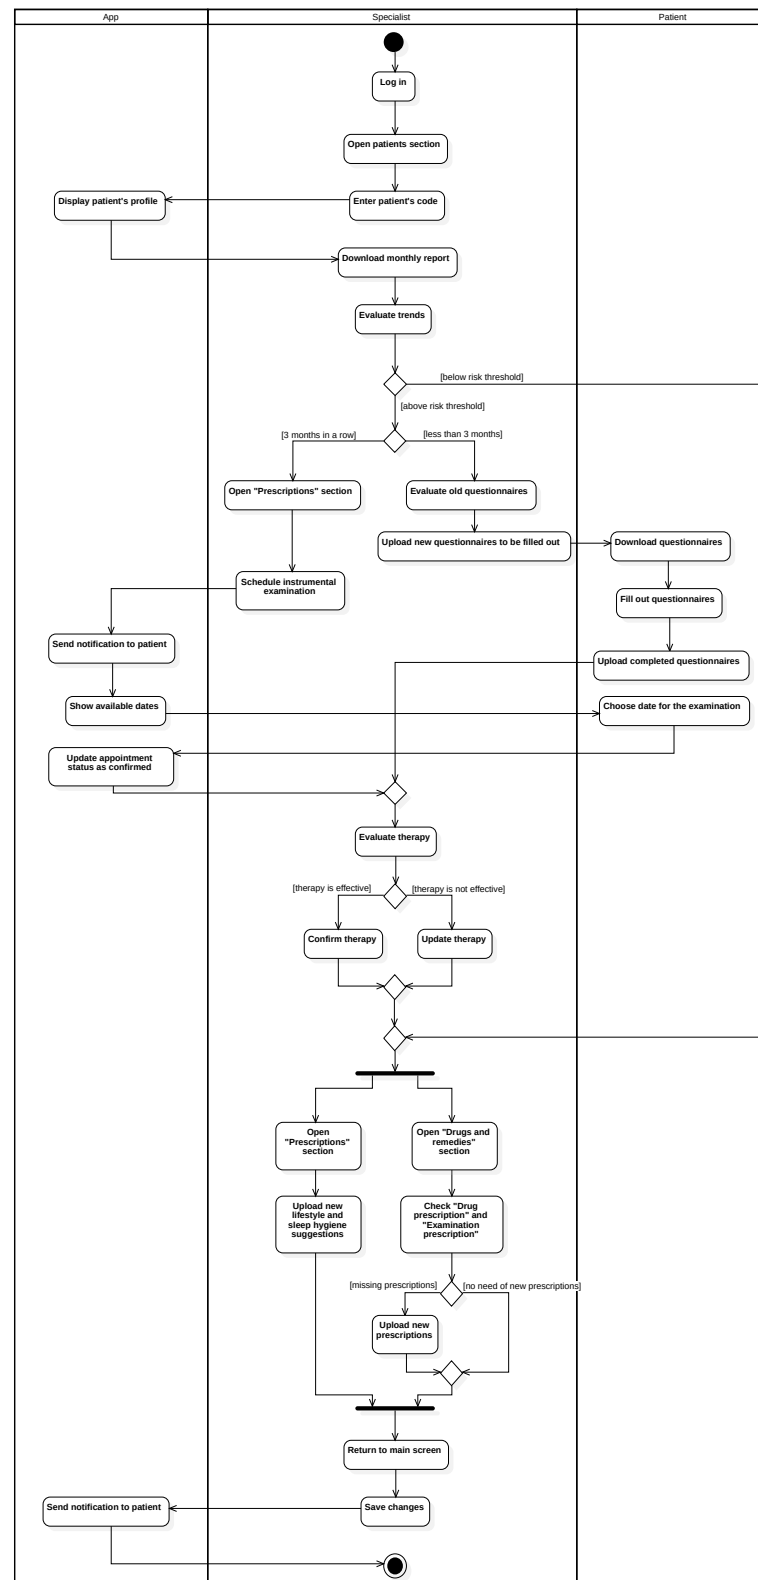 App
Specialist
Patient
Log in
Open patients section
Display patient's profile
Enter patient's code
Download monthly report
Evaluate trends
[below risk threshold]
[above risk threshold]
[3 months in a row]
[less than 3 months]
Open "Prescriptions" section
Evaluate old questionnaires
Upload new questionnaires to be filled out
Download questionnaires
Schedule instrumental
examination
Fill out questionnaires
Send notification to patient
Upload completed questionnaires
Show available dates
Choose date for the examination
Update appointment
status as confirmed
Evaluate therapy
[therapy is effective]
[therapy is not effective]
Confirm therapy
Update therapy
Open
"Prescriptions"
section
Open "Drugs and
remedies"
section
Upload new
lifestyle and
sleep hygiene
suggestions
Check "Drug
prescription" and
"Examination
prescription"
[missing prescriptions]
[no need of new prescriptions]
Upload new
prescriptions
Return to main screen
Send notification to patient
Save changes